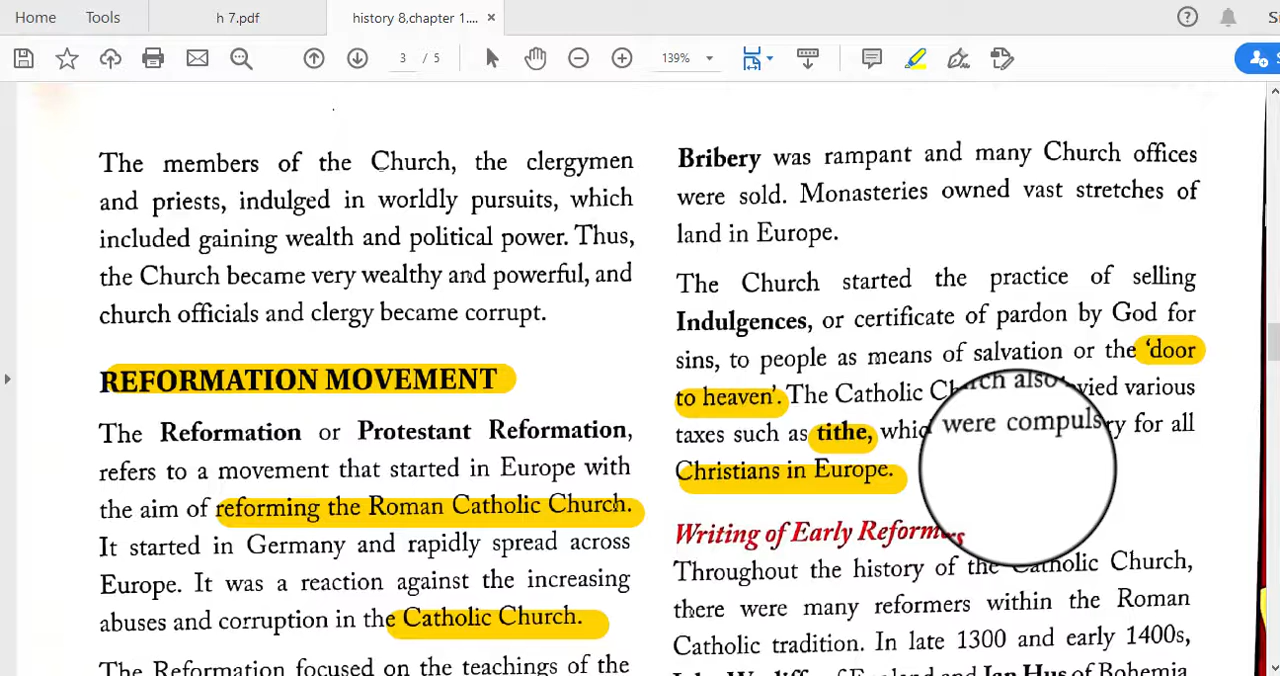 Home Tools h 7.pdf history 8,chapter 1.... ×
3 / 5 139%
The members of the Church, the clergymen
and priests, indulged in worldly pursuits, which
included gaining wealth and political power. Thus,
the Church became very wealthy and powerful, and
church officials and clergy became corrupt.
REFORMATION MOVEMENT
The Reformation or Protestant Reformation,
refers to a movement that started in Europe with
the aim of reforming the Roman Catholic Church.
It started in Germany and rapidly spread across
Europe. It was a reaction against the increasing
abuses and corruption in the Catholic Church.
The Reformation focused on the teachings of the
Bribery was rampant and many Church offices
were sold. Monasteries owned vast stretches of
land in Europe.
The Church started the practice of selling
Indulgences, or certificate of pardon by God for
sins, to people as means of salvation or the ‘door
to heaven’. The Catholic Church also levied various
taxes such as tithe, which were compulsory for all
Christians in Europe.
Writing of Early Reformers
Throughout the history of the Catholic Church,
there were many reformers within the Roman
Catholic tradition. In late 1300 and early 1400s,
of England and Jan Hus of Bohemia